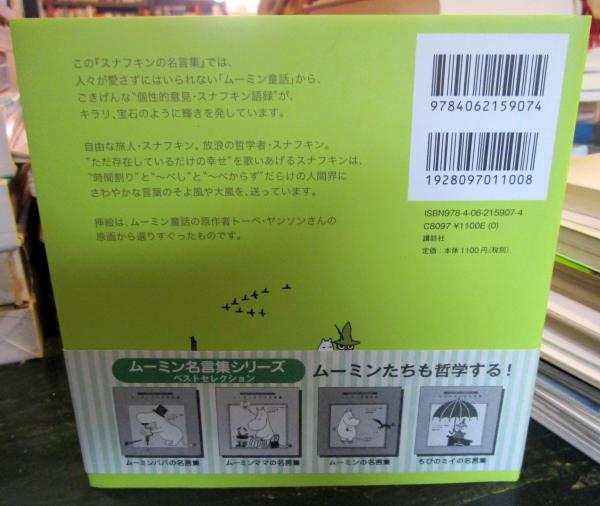 この『スナフキンの名言集』では、
人々が愛さずにはいられない「ムーミン童話」から、
ごきげんな“個性的意見・スナフキン語録”が、
キラリ、宝石のように輝きを発しています。
自由な旅人・スナフキン。放浪の哲学者・スナフキン。
“ただ存在しているだけの幸せ”を歌いあげるスナフキンは、
“時間割り”と“〜べし”と“〜べからず”だらけの人間界に
さわやかな言葉のそよ風や大嵐を、送っています。
挿絵は、ムーミン童話の原作者トーベ・ヤンソンさんの
原画から選りすぐったものです。
9784062159074
1928097011008
ISBN978-4-06-215907-4
C8097 ¥1100E (0)
講談社
定価：本体1100円（税別）
ムーミン名言集シリーズ
ベストセレクション
ムーミンたちも哲学する！
ムーミンパパの名言集
ムーミンママの名言集
ムーミンの名言集
ちびのミイの名言集